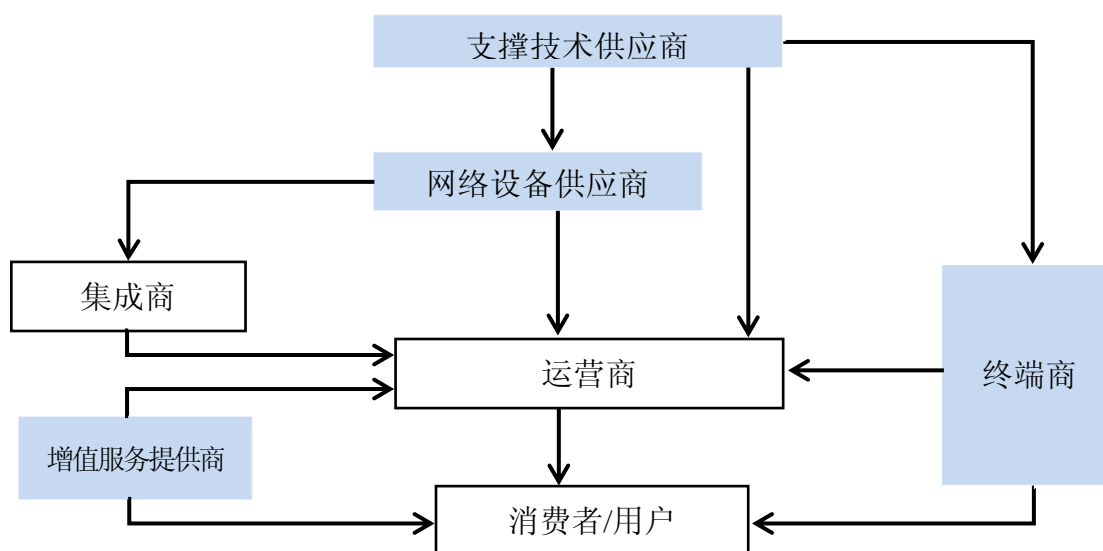 支撑技术供应商
网络设备供应商
集成商
运营商
终端商
增值服务提供商
消费者/用户